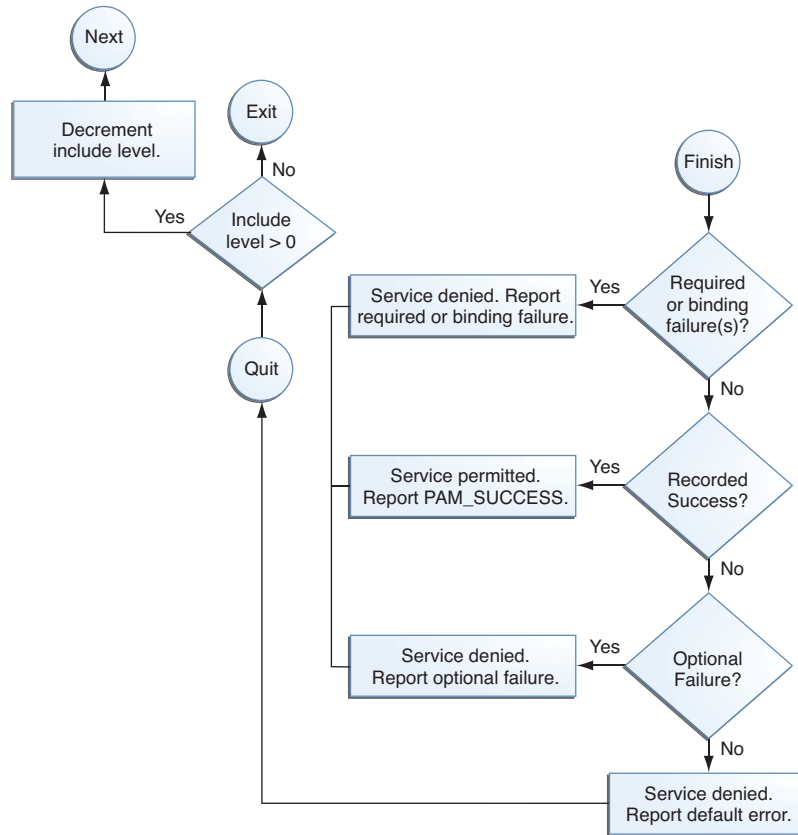 Next
Decrement
include level.
Exit
No
Yes
Include
level > 0
Quit
Finish
Required
or binding
failure(s)?
Yes
Service denied. Report
required or binding failure.
No
Recorded
Success?
Yes
Service permitted.
Report PAM_SUCCESS.
No
Optional
Failure?
Yes
Service denied.
Report optional failure.
No
Service denied.
Report default error.